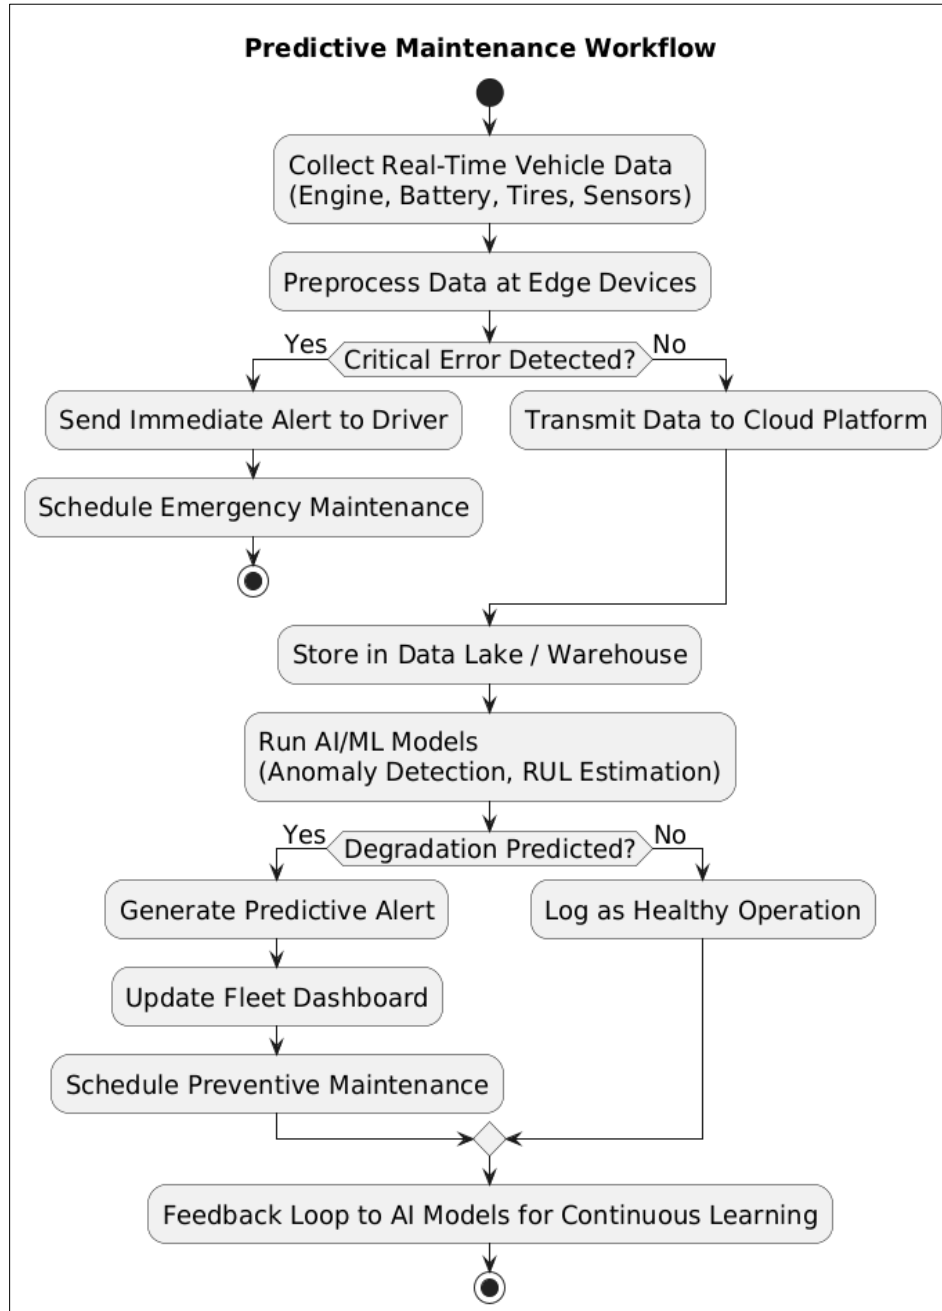 Predictive Maintenance Workflow
Collect Real-Time Vehicle Data
(Engine, Battery, Tires, Sensors)
Preprocess Data at Edge Devices
Yes
Critical Error Detected?
No
Send Immediate Alert to Driver
Transmit Data to Cloud Platform
Schedule Emergency Maintenance
Store in Data Lake / Warehouse
Run AI/ML Models
(Anomaly Detection, RUL Estimation)
Yes
Degradation Predicted?
No
Generate Predictive Alert
Log as Healthy Operation
Update Fleet Dashboard
Schedule Preventive Maintenance
Feedback Loop to AI Models for Continuous Learning